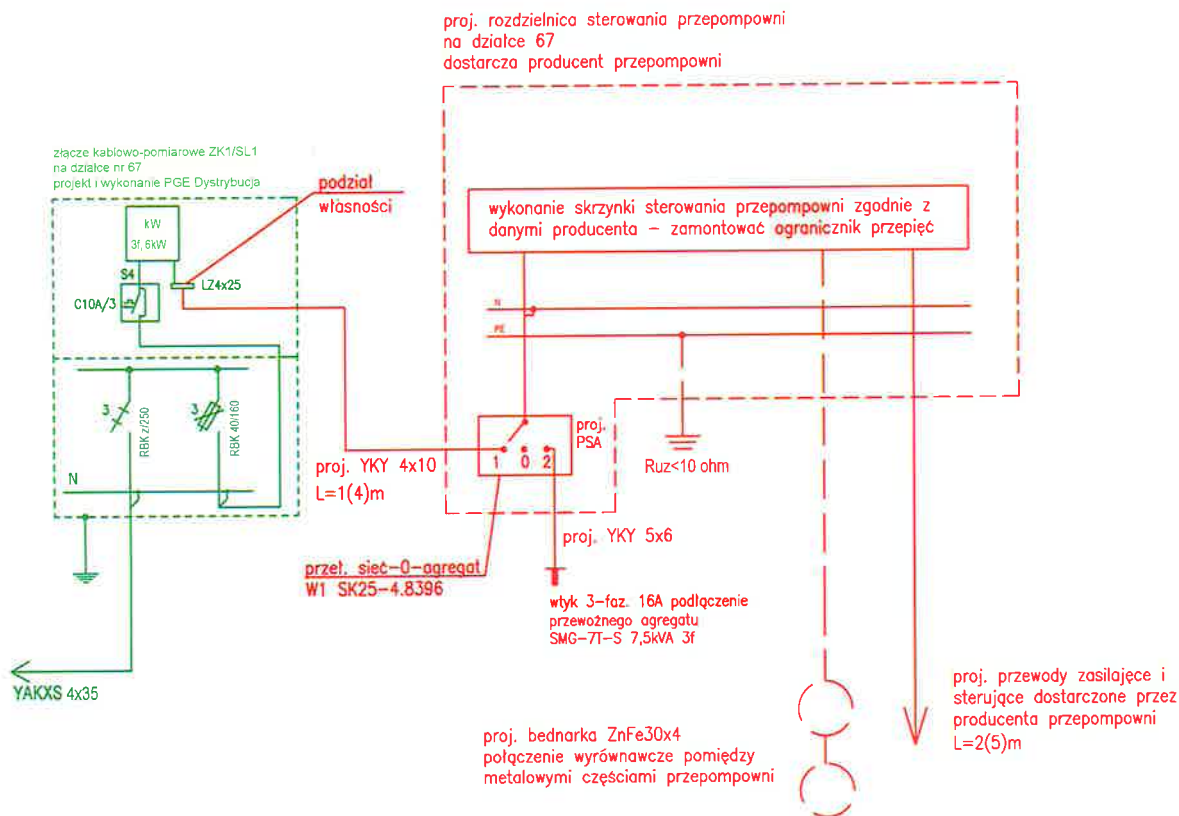 proj. rozdzielnica sterowania przepompowni
na działce 67
dostarcza producent przepompowni
złącze kablowo-pomiarowe ZK1/SL1
na działce nr 67
projekt i wykonanie PGE Dystrybucja
podział
własności
kW
3f, 6kW
S4
C10A/3
LZ4x25
wykonanie skrzynki sterowania przepompowni zgodnie z
danymi producenta – zamontować ogranicznik przepięć
N
PE
3
RBK z/250
3
RBK 40/160
N
proj.
PSA
1 0 2
proj. YKY 4x10
L=1(4)m
Ruz<10 ohm
proj. YKY 5x6
przeł. sieć-0-agregat
W1 SK25-4.8396
wtyk 3-faz. 16A podłączenie
przewoźnego agregatu
SMG-7T-S 7,5kVA 3f
YAKXS 4x35
proj. bednarka ZnFe30x4
połączenie wyrównawcze pomiędzy
metalowymi częściami przepompowni
proj. przewody zasilające i
sterujące dostarczone przez
producenta przepompowni
L=2(5)m